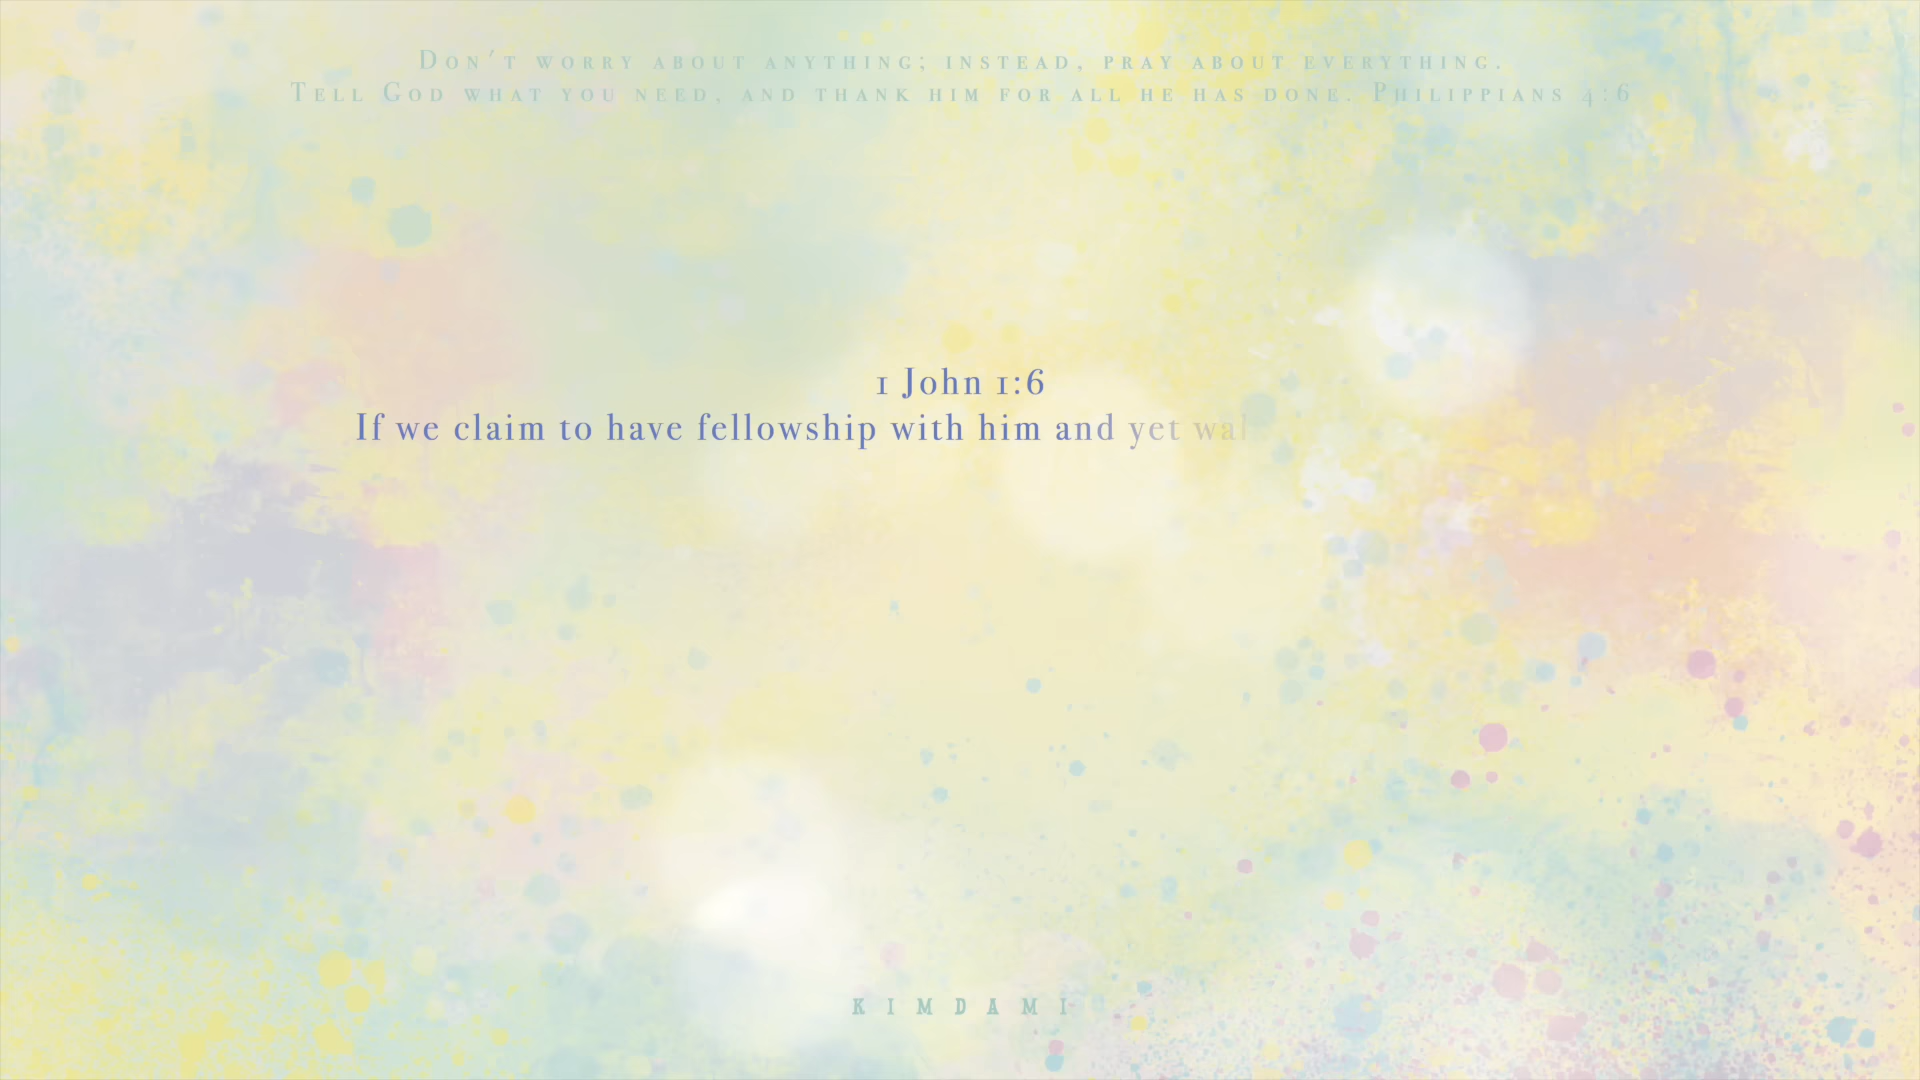 Don't worry about anything; instead, pray about everything.
Tell God what you need, and thank him for all he has done. Philippians 4:6
1 John 1:6
If we claim to have fellowship with him and yet
KIMDAMI